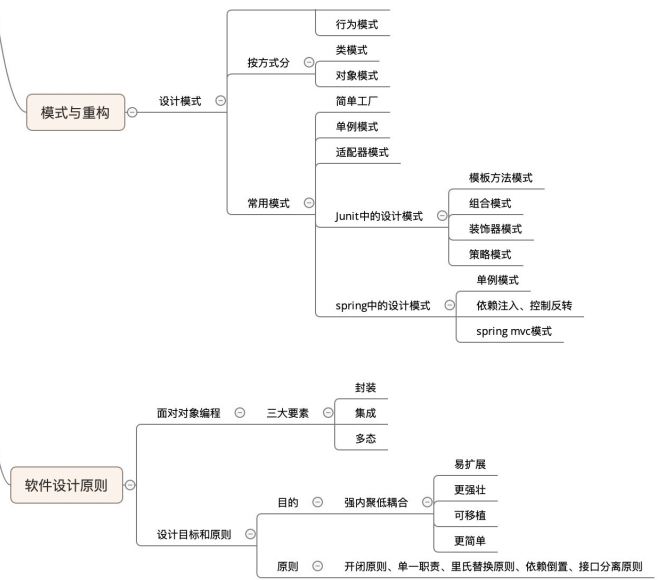 行为模式
类模式
按方式分
对象模式
简单工厂
设计模式
模式与重构
单例模式
适配器模式
模板方法模式
常用模式
组合模式
Junit中的设计模式
装饰器模式
策略模式
单例模式
spring中的设计模式
依赖注入、控制反转
spring mvc模式
封装
面对对象编程
三大要素
集成
多态
易扩展
软件设计原则
更强壮
目的
强内聚低耦合
可移植
设计目标和原则
更简单
原则
开闭原则、单一职责、里氏替换原则、依赖倒置、接口分离原则